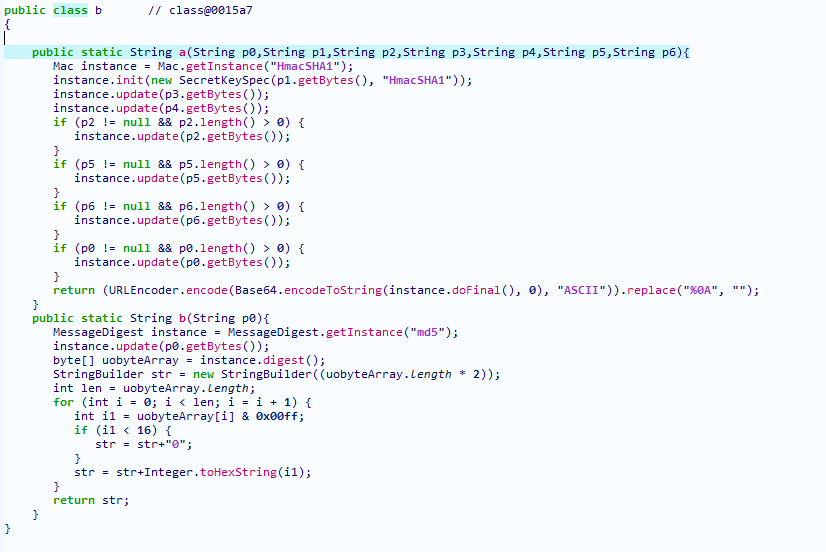 public class b      // class@0015a7
{

    public static String a(String p0,String p1,String p2,String p3,String p4,String p5,String p6){
       Mac instance = Mac.getInstance("HmacSHA1");
       instance.init(new SecretKeySpec(p1.getBytes(), "HmacSHA1"));
       instance.update(p3.getBytes());
       instance.update(p4.getBytes());
       if (p2 != null && p2.length() > 0) {
          instance.update(p2.getBytes());
       }
       if (p5 != null && p5.length() > 0) {
          instance.update(p5.getBytes());
       }
       if (p6 != null && p6.length() > 0) {
          instance.update(p6.getBytes());
       }
       if (p0 != null && p0.length() > 0) {
          instance.update(p0.getBytes());
       }
       return (URLEncoder.encode(Base64.encodeToString(instance.doFinal(), 0), "ASCII")).replace("%0A", "");
    }
    public static String b(String p0){
       MessageDigest instance = MessageDigest.getInstance("md5");
       instance.update(p0.getBytes());
       byte[] uobyteArray = instance.digest();
       StringBuilder str = new StringBuilder((uobyteArray.length * 2));
       int len = uobyteArray.length;
       for (int i = 0; i < len; i = i + 1) {
          int i1 = uobyteArray[i] & 0x00ff;
          if (i1 < 16) {
             str = str+"0";
          }
          str = str+Integer.toHexString(i1);
       }
       return str;
    }
}